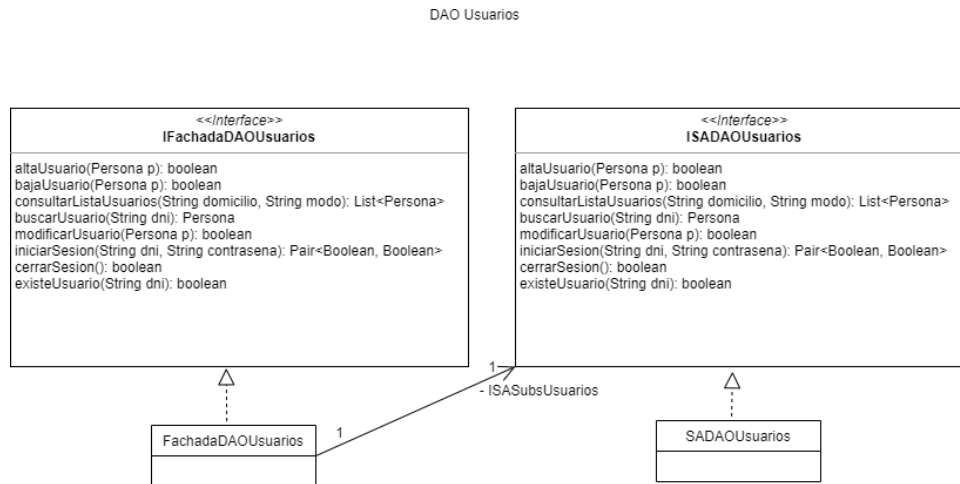 DAO Usuarios
<<Interface>>
IFachadaDAOUsuarios
altaUsuario(Persona p): boolean
bajaUsuario(Persona p): boolean
consultarListaUsuarios(String domicilio, String modo): List<Persona>
buscarUsuario(String dni): Persona
modificarUsuario(Persona p): boolean
iniciarSesion(String dni, String contrasena): Pair<Boolean, Boolean>
cerrarSesion(): boolean
existeUsuario(String dni): boolean
<<Interface>>
ISADAOUsuarios
altaUsuario(Persona p): boolean
bajaUsuario(Persona p): boolean
consultarListaUsuarios(String domicilio, String modo): List<Persona>
buscarUsuario(String dni): Persona
modificarUsuario(Persona p): boolean
iniciarSesion(String dni, String contrasena): Pair<Boolean, Boolean>
cerrarSesion(): boolean
existeUsuario(String dni): boolean
1
- ISASubsUsuarios
1
FachadaDAOUsuarios
SADAOUsuarios